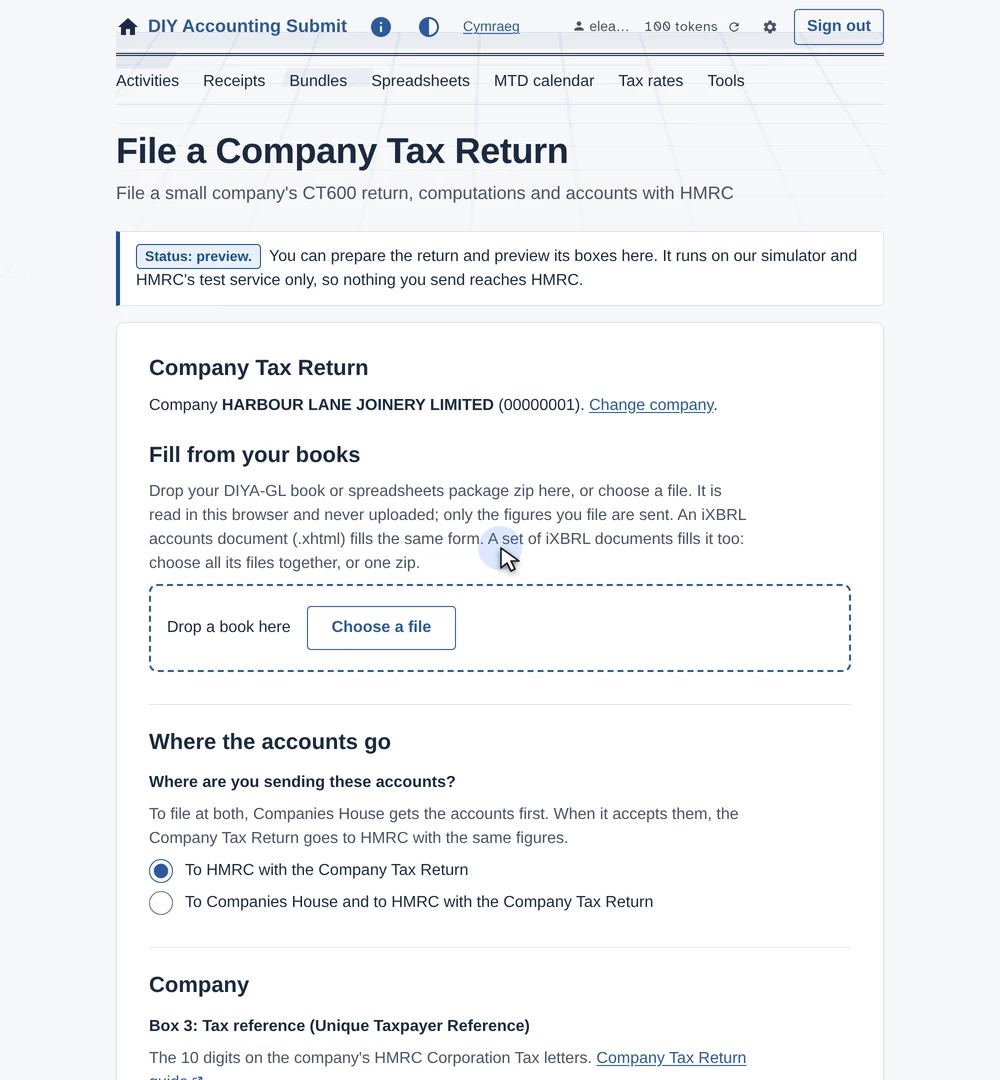 DIY Accounting Submit
Cymraeg
elea...
100 tokens
Sign out
Activities
Receipts
Bundles
Spreadsheets
MTD calendar
Tax rates
Tools
File a Company Tax Return
File a small company's CT600 return, computations and accounts with HMRC
Status: preview. You can prepare the return and preview its boxes here. It runs on our simulator and
HMRC's test service only, so nothing you send reaches HMRC.
Company Tax Return
Company HARBOUR LANE JOINERY LIMITED (00000001). Change company.
Fill from your books
Drop your DIYA-GL book or spreadsheets package zip here, or choose a file. It is
read in this browser and never uploaded; only the figures you file are sent. An iXBRL
accounts document (.xhtml) fills the same form. A set of iXBRL documents fills it too:
choose all its files together, or one zip.
Drop a book here
Choose a file
Where the accounts go
Where are you sending these accounts?
To file at both, Companies House gets the accounts first. When it accepts them, the
Company Tax Return goes to HMRC with the same figures.
To HMRC with the Company Tax Return
To Companies House and to HMRC with the Company Tax Return
Company
Box 3: Tax reference (Unique Taxpayer Reference)
The 10 digits on the company's HMRC Corporation Tax letters. Company Tax Return
guide